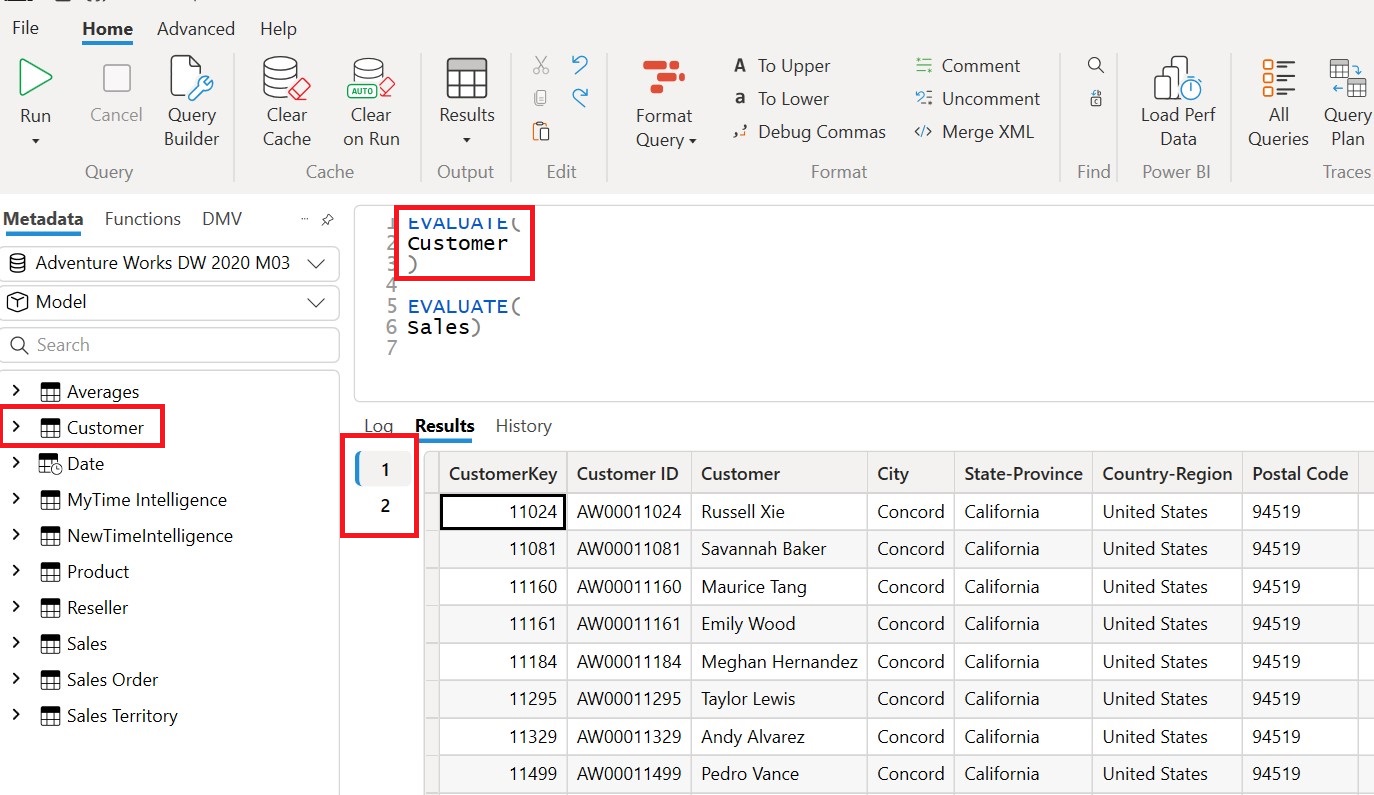 File Home Advanced Help
Run Cancel Query Builder Clear Cache AUTO Clear on Run Results Format Query To Upper To Lower Debug Commas Comment Uncomment Merge XML Load Perf Data All Queries Query Plan
Query Cache Output Edit Format Find Power BI Traces
Metadata Functions DMV
Adventure Works DW 2020 M03
Model
Search
Averages
Customer
Date
MyTime Intelligence
NewTimeIntelligence
Product
Reseller
Sales
Sales Order
Sales Territory
1 EVALUATE(
2 Customer
3 )
4
5 EVALUATE(
6 Sales)
7
Log Results History
1
2
CustomerKey Customer ID Customer City State-Province Country-Region Postal Code
11024 AW00011024 Russell Xie Concord California United States 94519
11081 AW00011081 Savannah Baker Concord California United States 94519
11160 AW00011160 Maurice Tang Concord California United States 94519
11161 AW00011161 Emily Wood Concord California United States 94519
11184 AW00011184 Meghan Hernandez Concord California United States 94519
11295 AW00011295 Taylor Lewis Concord California United States 94519
11329 AW00011329 Andy Alvarez Concord California United States 94519
11499 AW00011499 Pedro Vance Concord California United States 94519